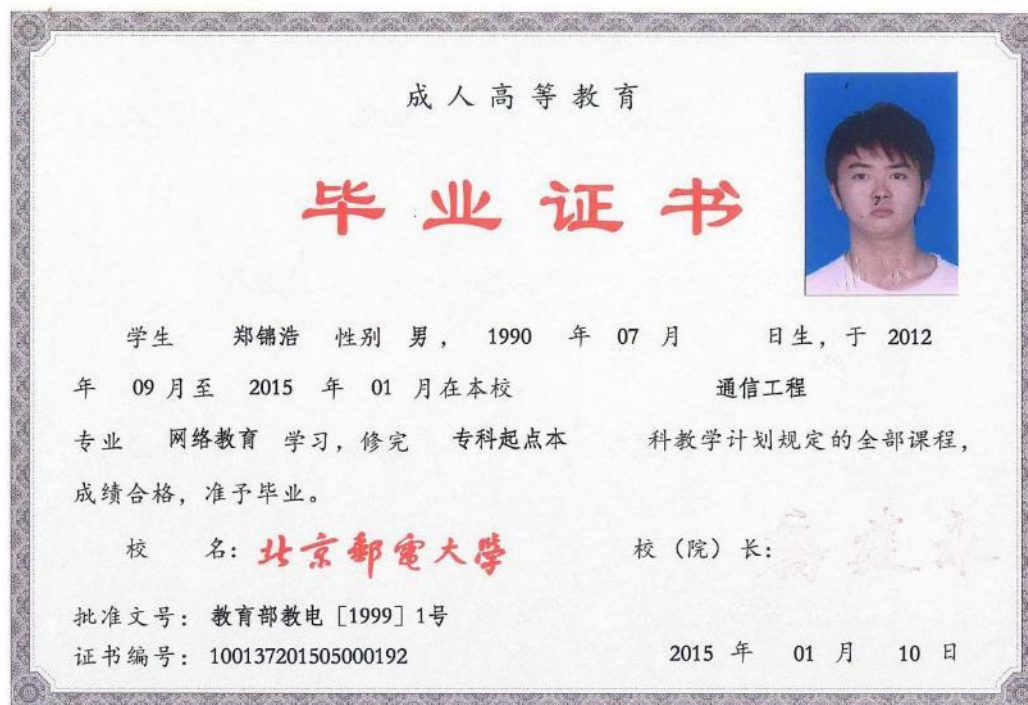 成人高等教育
毕业证书
学生 郑锦浩 性别 男, 1990 年 07 月 日生, 于 2012
年 09 月至 2015 年 01 月在本校 通信工程
专业 网络教育 学习, 修完 专科起点本 科教学计划规定的全部课程,
成绩合格, 准予毕业。
校 名: 北京郵電大學 校（院）长:
批准文号: 教育部教电［1999］1号
证书编号: 100137201505000192 2015 年 01 月 10 日